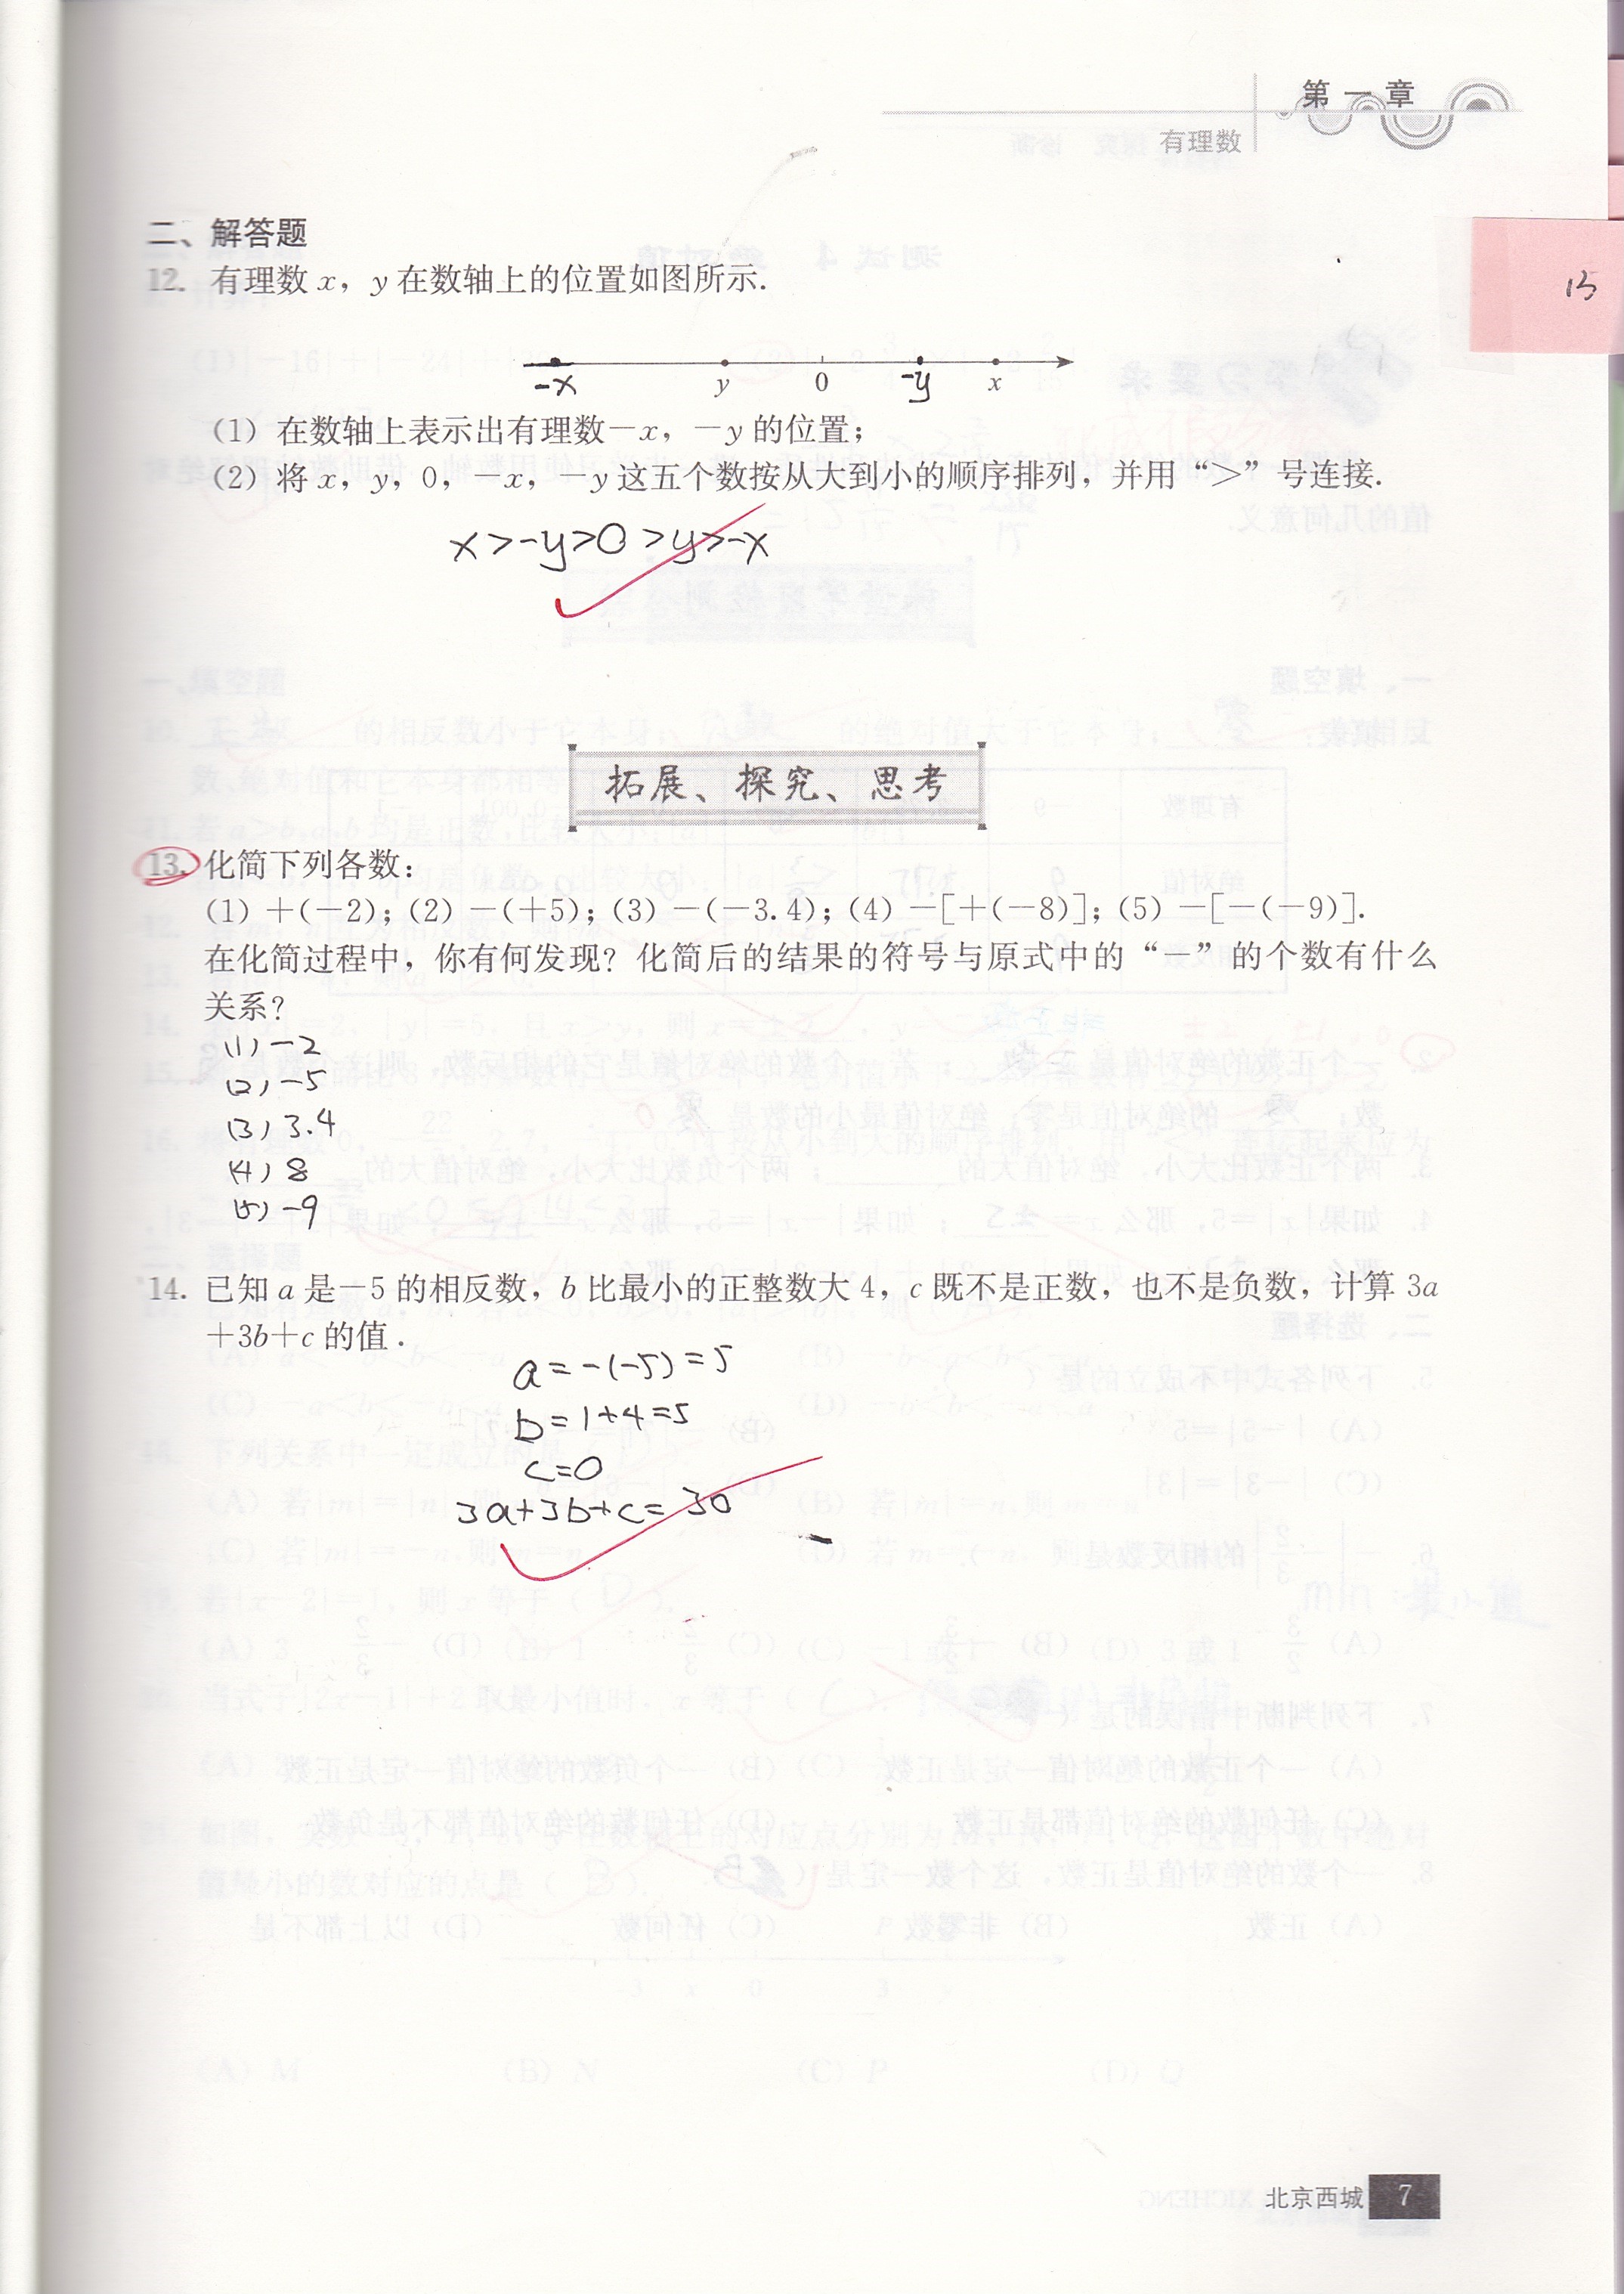 第一章
有理数
二、解答题
15
12. 有理数 x，y 在数轴上的位置如图所示.
-x y 0 -y x
（1）在数轴上表示出有理数－x，－y 的位置；
（2）将 x，y，0，－x，－y 这五个数按从大到小的顺序排列，并用“＞”号连接.
x＞-y＞0＞y＞-x
拓展、探究、思考
13. 化简下列各数：
（1）＋(－2)；（2）－(＋5)；（3）－(－3.4)；（4）－[＋(－8)]；（5）－[－(－9)].
在化简过程中，你有何发现？化简后的结果的符号与原式中的“－”的个数有什么
关系？
(1) -2
(2) -5
(3) 3.4
(4) 8
(5) -9
14. 已知 a 是－5 的相反数，b 比最小的正整数大 4，c 既不是正数，也不是负数，计算 3a
＋3b＋c 的值.
a=-(-5)=5
b=1+4=5
c=0
3a+3b+c=30
北京西城 7